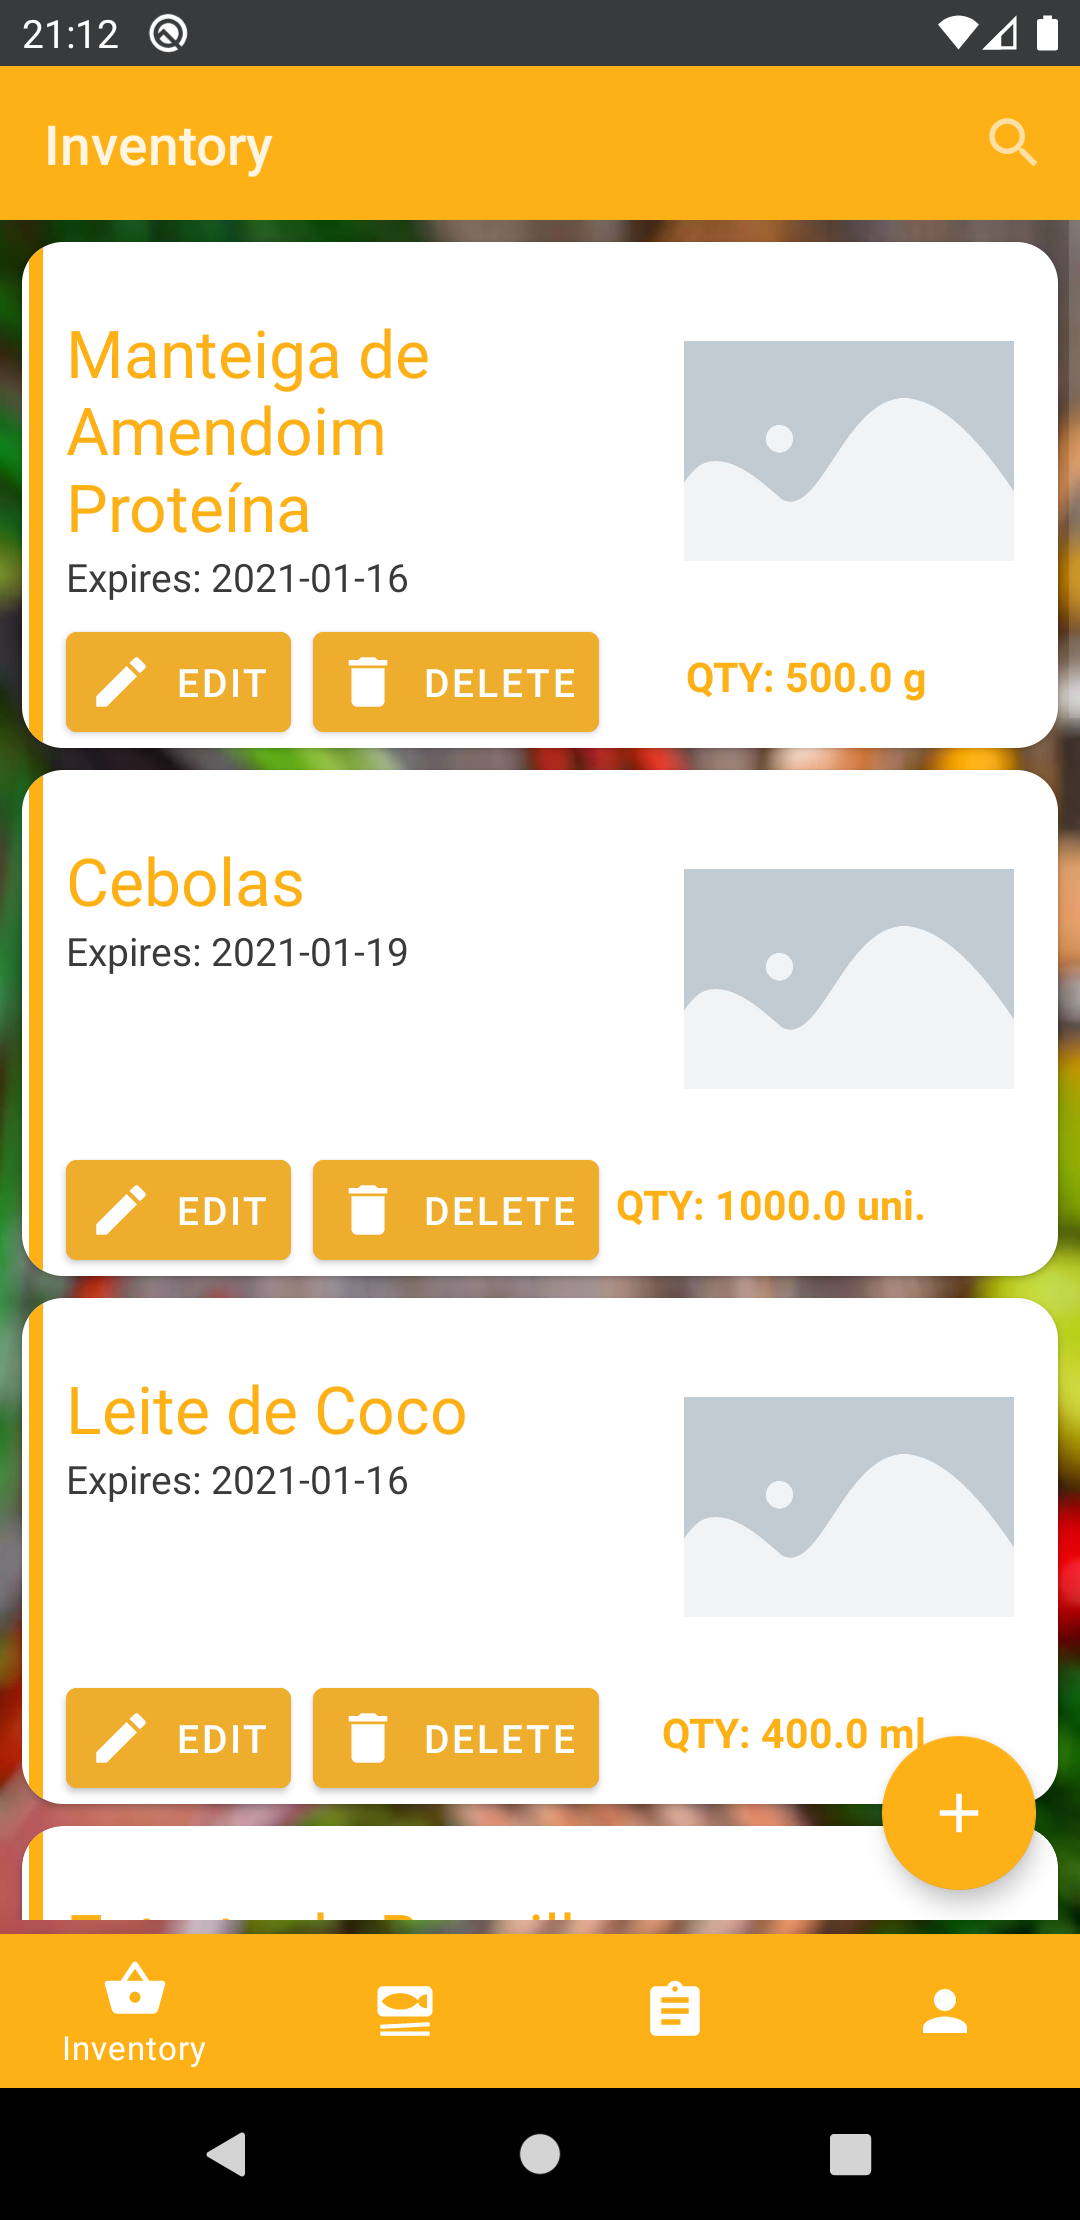 21:12
Inventory
Manteiga de
Amendoim
Proteína
Expires: 2021-01-16
EDIT DELETE QTY: 500.0 g
Cebolas
Expires: 2021-01-19
EDIT DELETE QTY: 1000.0 uni.
Leite de Coco
Expires: 2021-01-16
EDIT DELETE QTY: 400.0 ml
Inventory